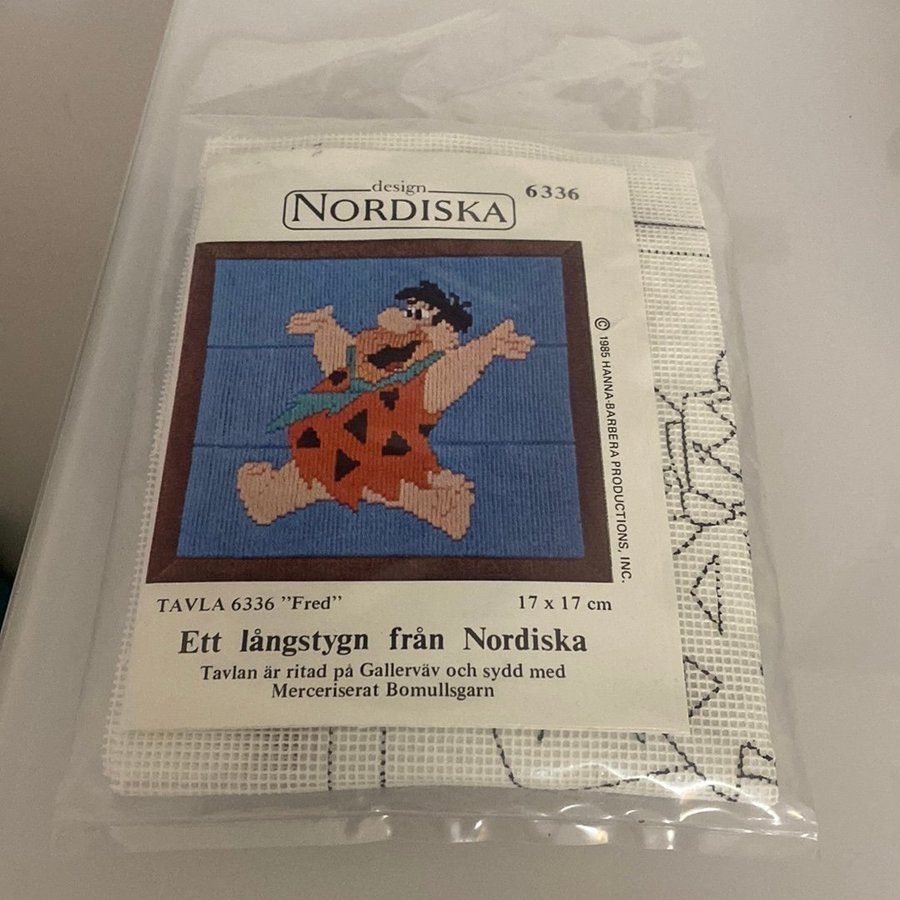 design
NORDISKA
6336
© 1985 HANNA-BARBERA PRODUCTIONS, INC.
TAVLA 6336 ”Fred”
17 x 17 cm
Ett långstygn från Nordiska
Tavlan är ritad på Gallerväv och sydd med
Merceriserat Bomullsgarn